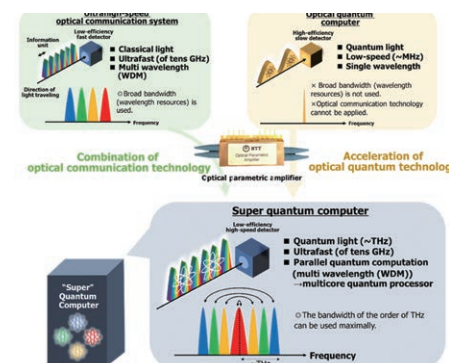 Ultrahigh-speed
optical communication system
Information
unit
Low-efficiency
fast detector
Direction of
light traveling
■ Classical light
■ Ultrafast (of tens GHz)
■ Multi wavelength
(WDM)
○Broad bandwidth
(wavelength resources) is
used.
Frequency
Optical quantum
computer
High-efficiency
slow detector
■ Quantum light
■ Low-speed (~MHz)
■ Single wavelength
× Broad bandwidth
(wavelength
resources) is not used.
×Optical communication technology
cannot be applied.
Frequency
Combination of
optical communication technology
NTT
Optical Parametric
Amplifier
Optical parametric amplifier
Acceleration of
optical quantum technolo
Super quantum computer
Low-efficiency
high-speed detector
■ Quantum light (~THz)
■ Ultrafast (of tens GHz)
■ Parallel quantum computation
(multi wavelength (WDM))
→multicore quantum processor
○The bandwidth of the order of THz
can be used maximally.
Frequency
THz
"Super"
Quantum
Computer